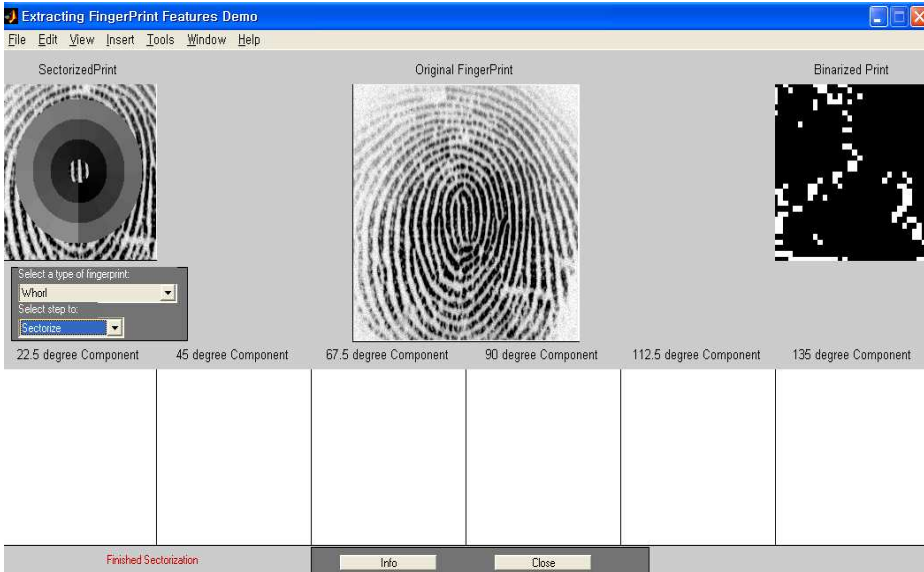 Extracting FingerPrint Features Demo
File Edit View Insert Tools Window Help
SectorizedPrint
Original FingerPrint
Binarized Print
Select a type of fingerprint:
Whorl
Select step to:
Sectorize
22.5 degree Component
45 degree Component
67.5 degree Component
90 degree Component
112.5 degree Component
135 degree Component
Finished Sectorization
Info
Close